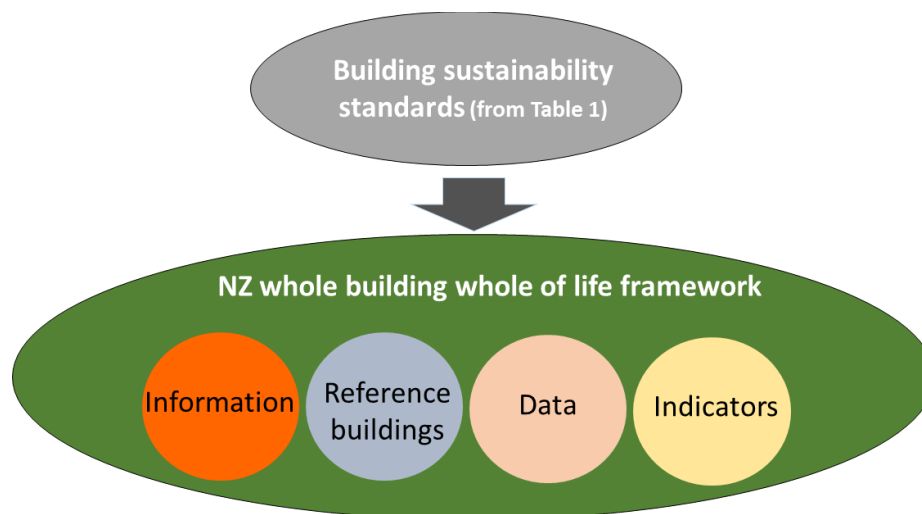 Building sustainability
standards (from Table 1)
NZ whole building whole of life framework
Information
Reference
buildings
Data
Indicators